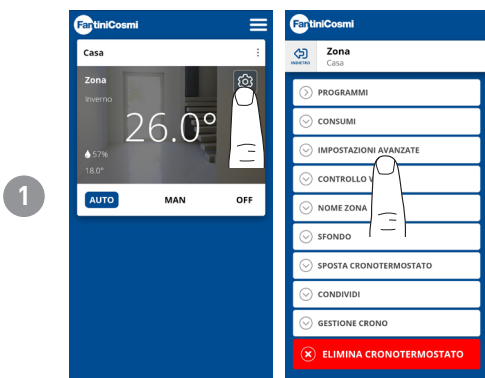 1
FantiniCosmi
Casa
Zona
Inverno
26.0°
57%
18.0°
AUTO MAN OFF
FantiniCosmi
INDIETRO
Zona
Casa
PROGRAMMI
CONSUMI
IMPOSTAZIONI AVANZATE
CONTROLLO
NOME ZONA
SFONDO
SPOSTA CRONOTERMOSTATO
CONDIVIDI
GESTIONE CRONO
ELIMINA CRONOTERMOSTATO